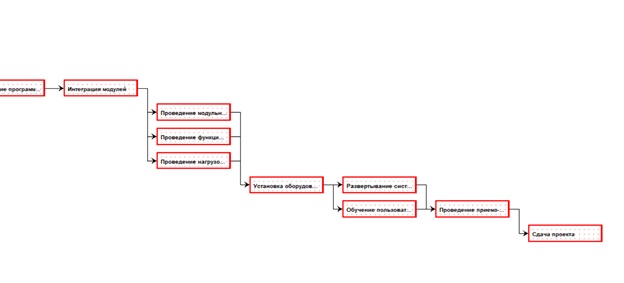 ие програмн...
Интеграция модулей
Проведение модульн...
Проведение функци...
Проведение нагрузо...
Установка оборудов...
Развертывание сист...
Обучение пользоват...
Проведение приемо-...
Сдача проекта